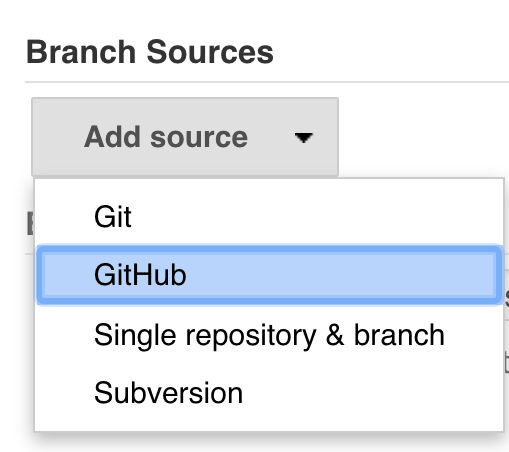 Branch Sources
Add source
Git
GitHub
Single repository & branch
Subversion